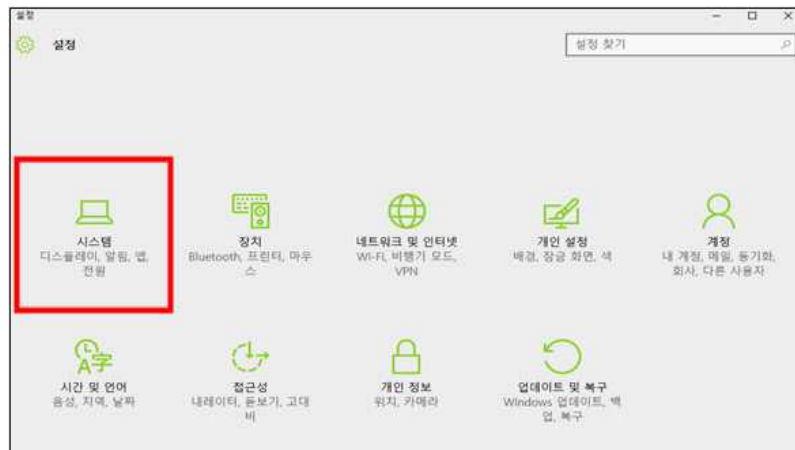 설정
설정
설정 찾기
시스템
디스플레이, 알림, 앱,
전원
장치
Bluetooth, 프린터, 마우
스
네트워크 및 인터넷
Wi-Fi, 비행기 모드,
VPN
개인 설정
배경, 잠금 화면, 색
계정
내 계정, 메일, 동기화,
회사, 다른 사용자
시간 및 언어
음성, 지역, 날짜
접근성
내레이터, 돋보기, 고대
비
개인 정보
위치, 카메라
업데이트 및 복구
Windows 업데이트, 백
업, 복구